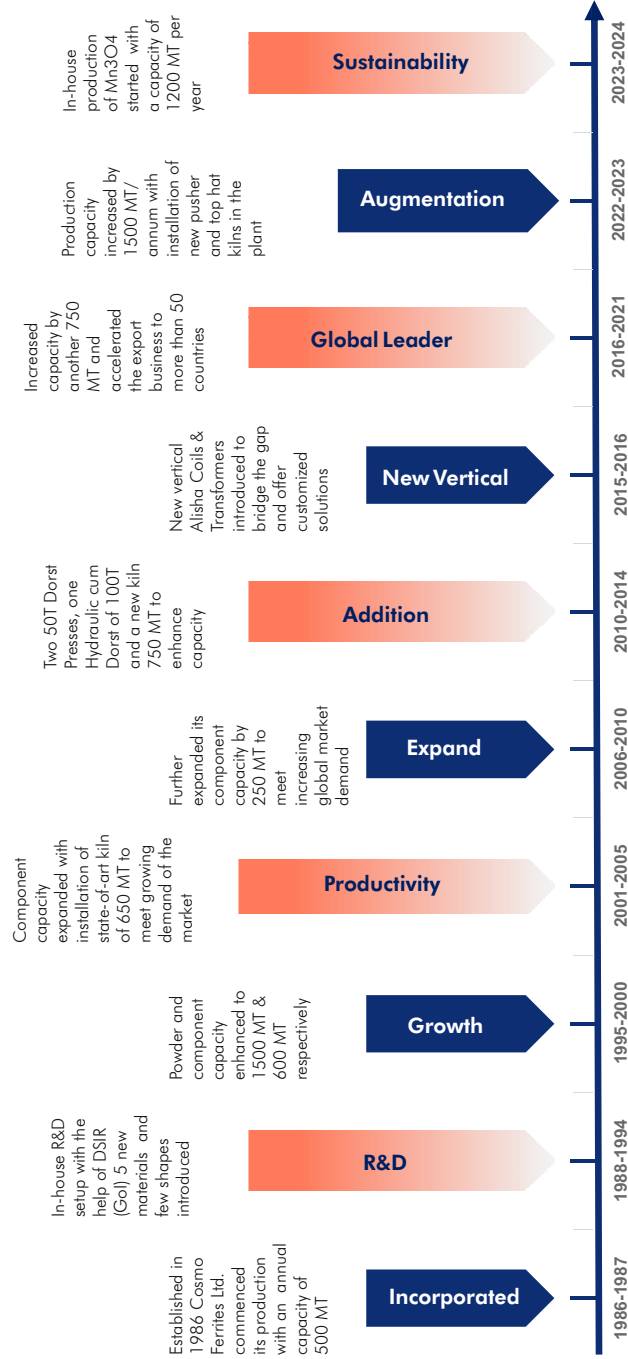 Established in
1986 Cosmo
Ferrites Ltd.
commenced
its production
with an annual
capacity of
500 MT
Incorporated
1986-1987
In-house R&D
setup with the
help of DSIR
(GoI) 5 new
materials and
few shapes
introduced
R&D
1988-1994
Powder and
component
capacity
enhanced to
1500 MT &
600 MT
respectively
Growth
1995-2000
Component
capacity
expanded with
installation of
state-of-art kiln
of 650 MT to
meet growing
demand of the
market
Productivity
2001-2005
Further
expanded its
component
capacity by
250 MT to
meet
increasing
global market
demand
Expand
2006-2010
Two 50T Dorst
Presses, one
Hydraulic cum
Dorst of 100T
and a new kiln
750 MT to
enhance
capacity
Addition
2010-2014
New vertical
Alisha Coils &
Transformers
introduced to
bridge the gap
and offer
customized
solutions
New Vertical
2015-2016
Increased
capacity by
another 750
MT and
accelerated
the export
business to
more than 50
countries
Global Leader
2016-2021
Production
capacity
increased by
1500 MT/
annum with
installation of
new pusher
and top hat
kilns in the
plant
Augmentation
2022-2023
In-house
production
of Mn3O4
started with
a capacity of
1200 MT per
year
Sustainability
2023-2024